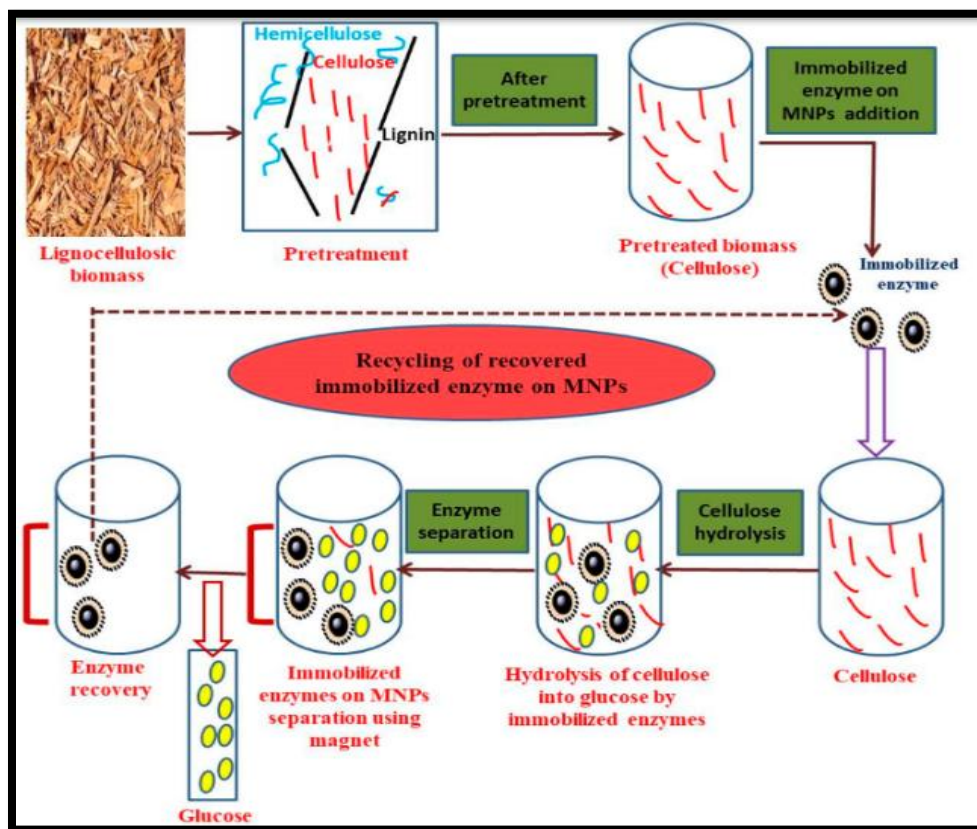 Hemicellulose
Cellulose
Lignin
After
pretreatment
Immobilized
enzyme on
MNPs addition
Lignocellulosic
biomass
Pretreatment
Pretreated biomass
(Cellulose)
Immobilized
enzyme
Recycling of recovered
immobilized enzyme on MNPs
Enzyme
separation
Cellulose
hydrolysis
Enzyme
recovery
Immobilized
enzymes on MNPs
separation using
magnet
Hydrolysis of cellulose
into glucose by
immobilized enzymes
Cellulose
Glucose